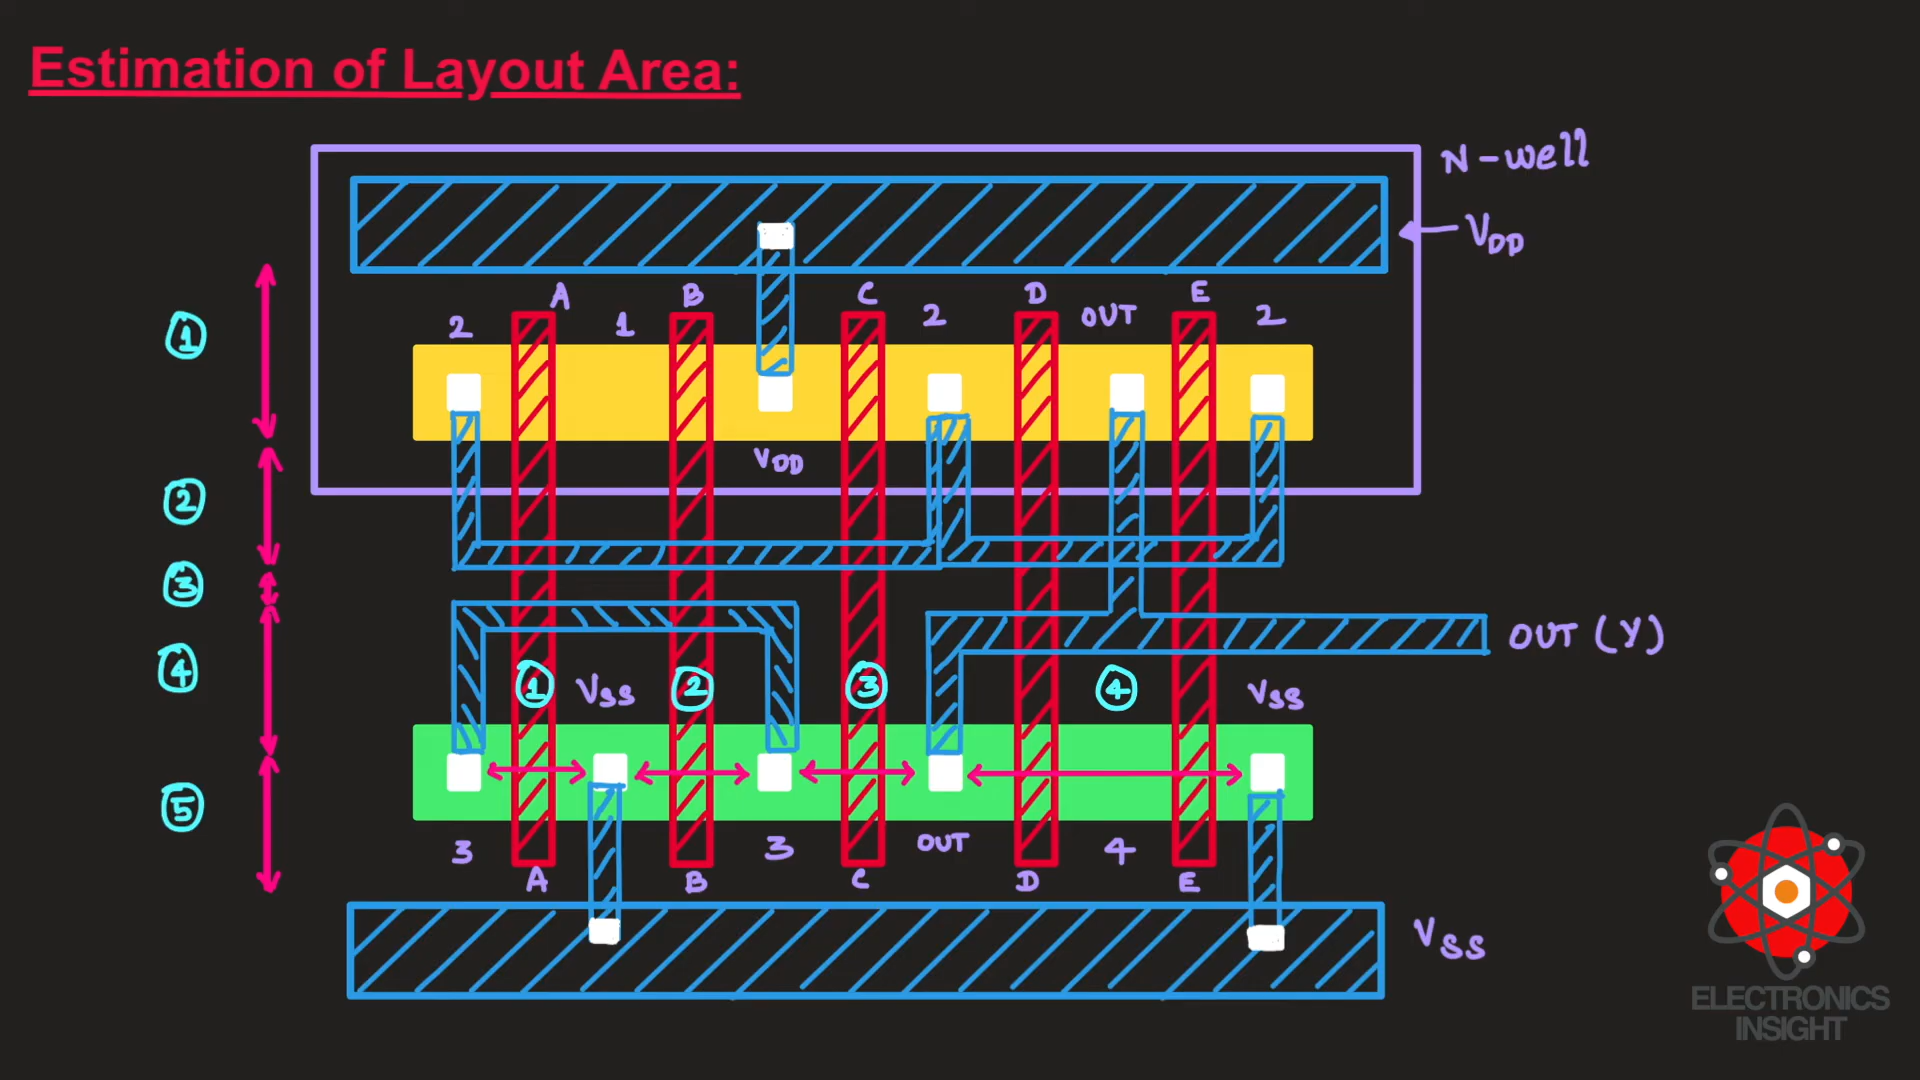 Estimation of Layout Area:
N-well
VDD
A B C D E
2 1 2 OUT 2
1
VDD
2
3
OUT (Y)
4
1 VSS 2 3 4 VSS
5
3 3 OUT 4
A B C D E
VSS
ELECTRONICS
INSIGHT